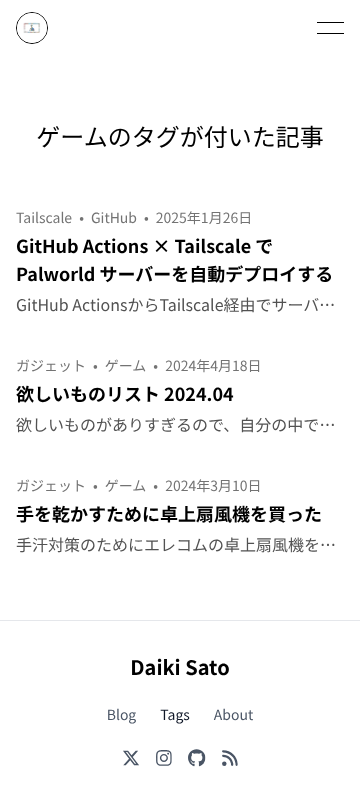 ゲームのタグが付いた記事
Tailscale • GitHub • 2025年1月26日
GitHub Actions × Tailscale で
Palworld サーバーを自動デプロイする
GitHub ActionsからTailscale経由でサーバ…
ガジェット • ゲーム • 2024年4月18日
欲しいものリスト 2024.04
欲しいものがありすぎるので、自分の中で…
ガジェット • ゲーム • 2024年3月10日
手を乾かすために卓上扇風機を買った
手汗対策のためにエレコムの卓上扇風機を…
Daiki Sato
Blog Tags About